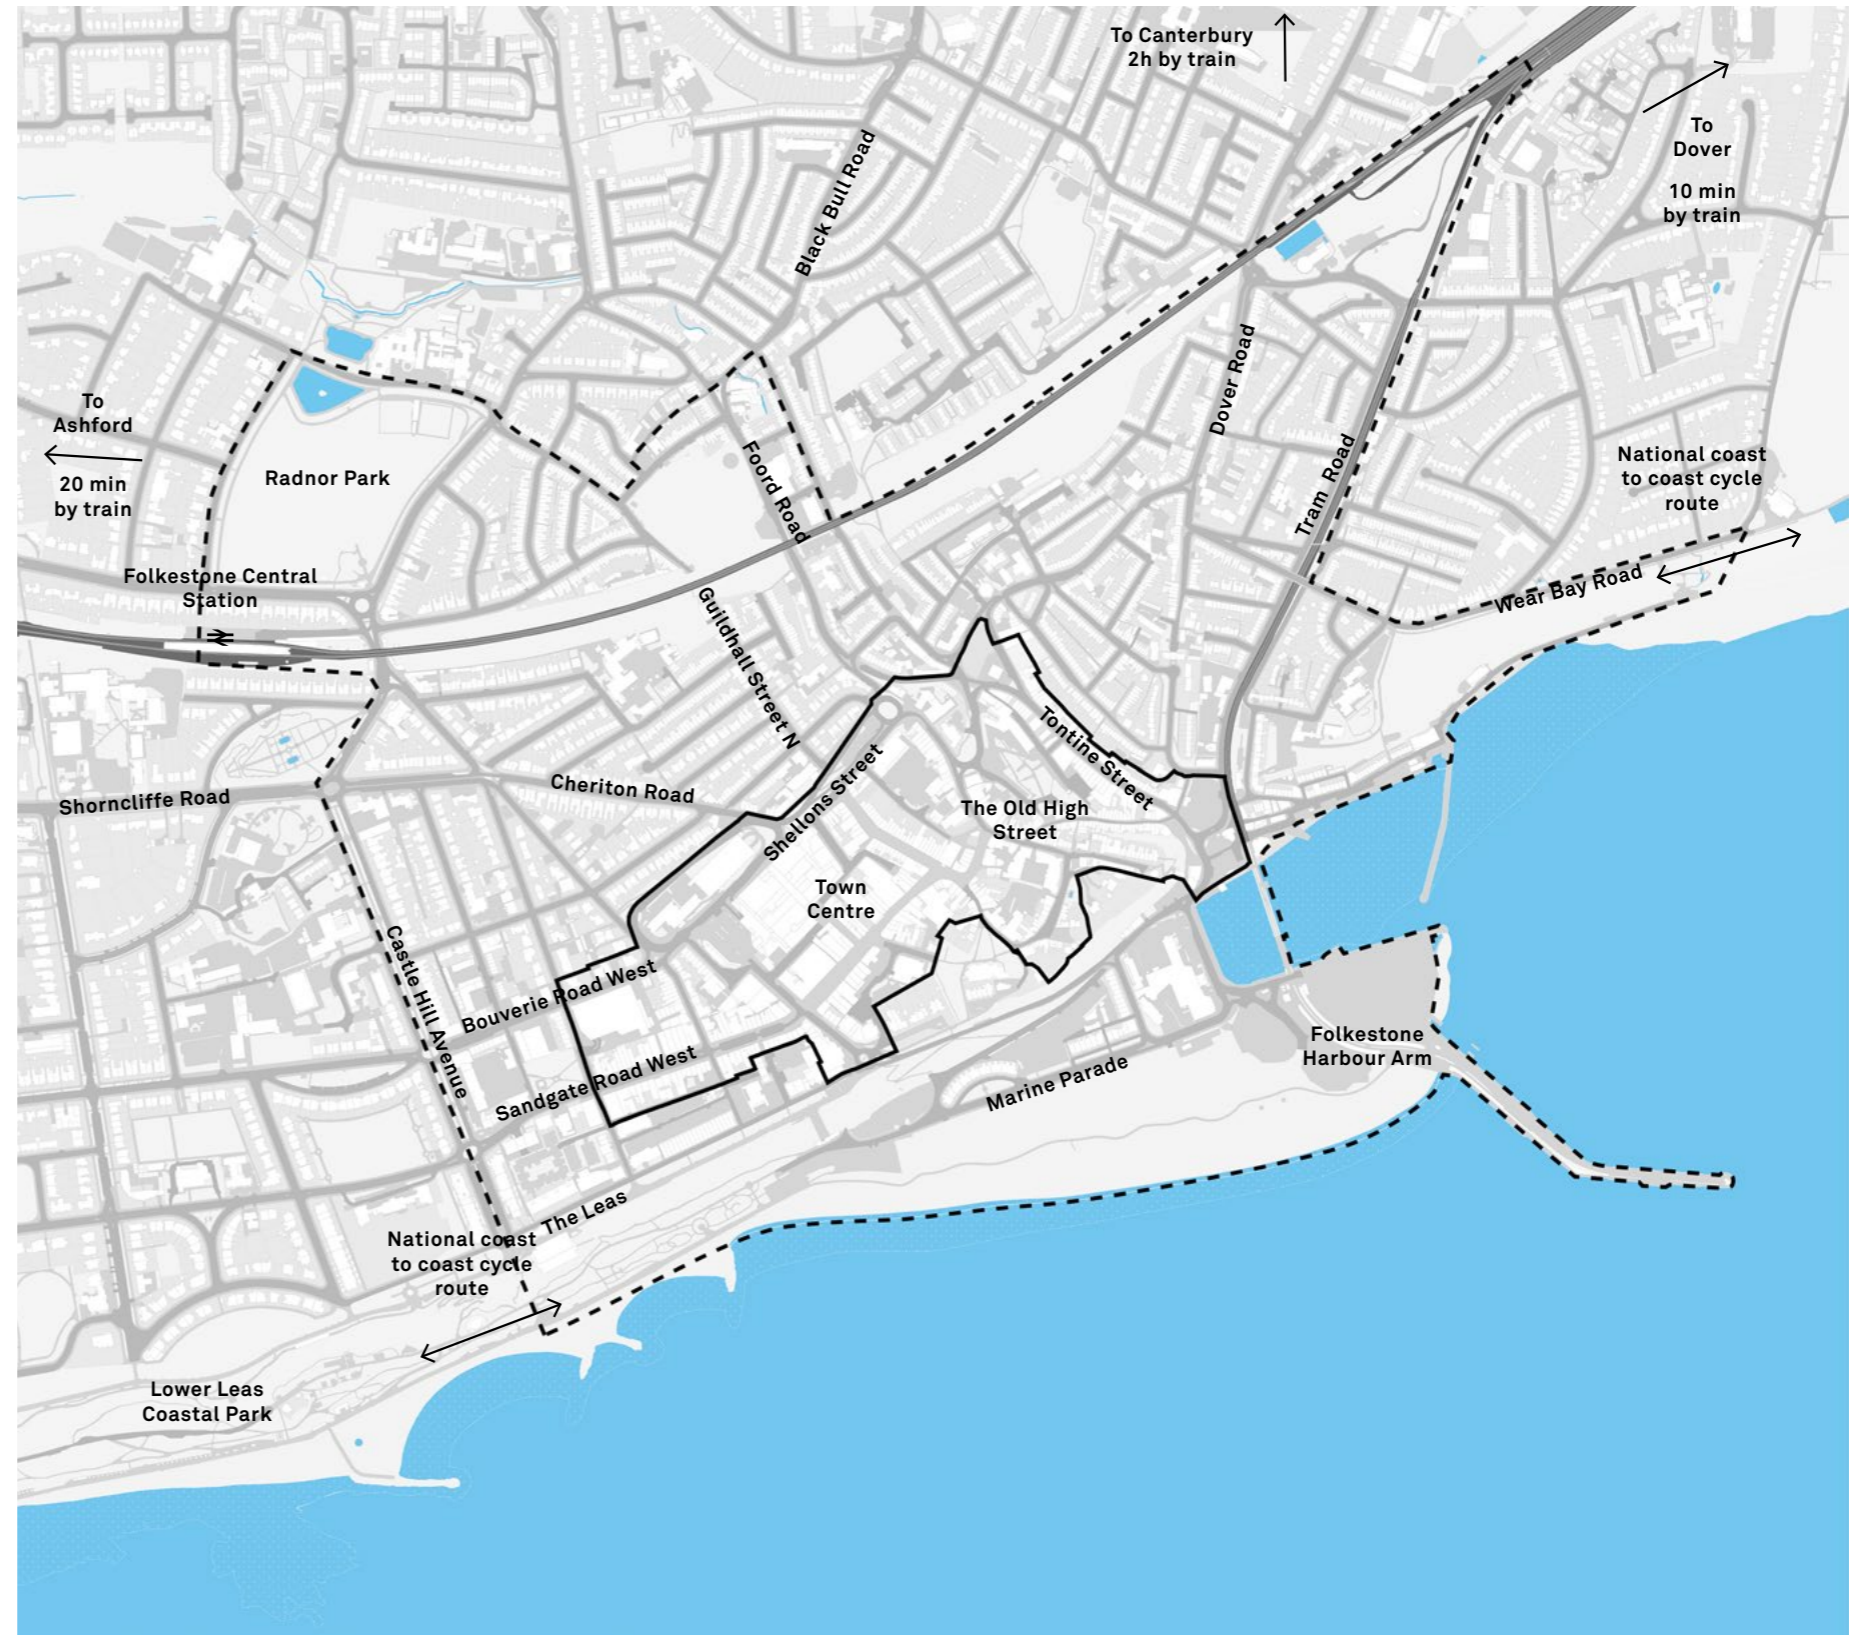 To Canterbury
2h by train
To
Dover
10 min
by train
Black Bull Road
Dover Road
To
Ashford
20 min
by train
Radnor Park
Foord Road
Tram Road
National coast
to coast cycle
route
Folkestone Central
Station
Wear Bay Road
Guildhall Street N
Tontine Street
Shorncliffe Road
Cheriton Road
Shellons Street
The Old High
Street
Town
Centre
Castle Hill Avenue
Bouverie Road West
Sandgate Road West
Folkestone
Harbour Arm
Marine Parade
The Leas
National coast
to coast cycle
route
Lower Leas
Coastal Park